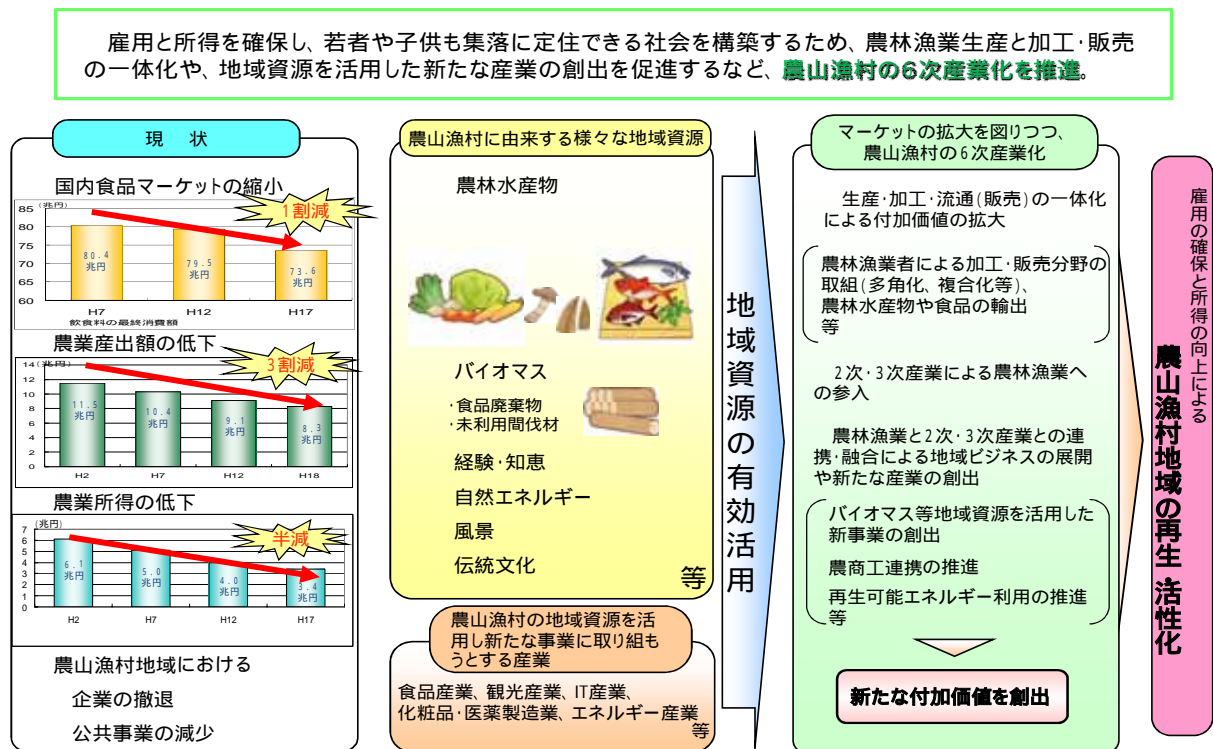 雇用と所得を確保し、若者や子供も集落に定住できる社会を構築するため、農林漁業生産と加工・販売
の一体化や、地域資源を活用した新たな産業の創出を促進するなど、農山漁村の6次産業化を推進。
現 状
国内食品マーケットの縮小
(兆円)
1割減
85
80
75
70
65
60
80.4
兆円
79.5
兆円
73.6
兆円
H7
H12
H17
飲食料の最終消費額
農業産出額の低下
(兆円)
3割減
14
12
10
8
6
4
2
0
11.5
兆円
10.4
兆円
9.1
兆円
8.3
兆円
H2
H7
H12
H18
農業所得の低下
(兆円)
半減
7
6
5
4
3
2
1
0
6.1
兆円
5.0
兆円
4.0
兆円
3.4
兆円
H2
H7
H12
H17
農山漁村地域における
企業の撤退
公共事業の減少
農山漁村に由来する様々な地域資源
農林水産物
バイオマス
・食品廃棄物
・未利用間伐材
経験・知恵
自然エネルギー
風景
伝統文化
等
農山漁村の地域資源を活
用し新たな事業に取り組も
うとする産業
食品産業、観光産業、IT産業、
化粧品・医薬製造業、エネルギー産業
等
地域資源の有効活用
マーケットの拡大を図りつつ、
農山漁村の6次産業化
生産・加工・流通(販売)の一体化
による付加価値の拡大
農林漁業者による加工・販売分野の
取組(多角化、複合化等)、
農林水産物や食品の輸出
等
2次・3次産業による農林漁業へ
の参入
農林漁業と2次・3次産業との連
携・融合による地域ビジネスの展開
や新たな産業の創出
バイオマス等地域資源を活用した
新事業の創出
農商工連携の推進
再生可能エネルギー利用の推進
等
新たな付加価値を創出
雇用の確保と所得の向上による
農山漁村地域の再生・活性化